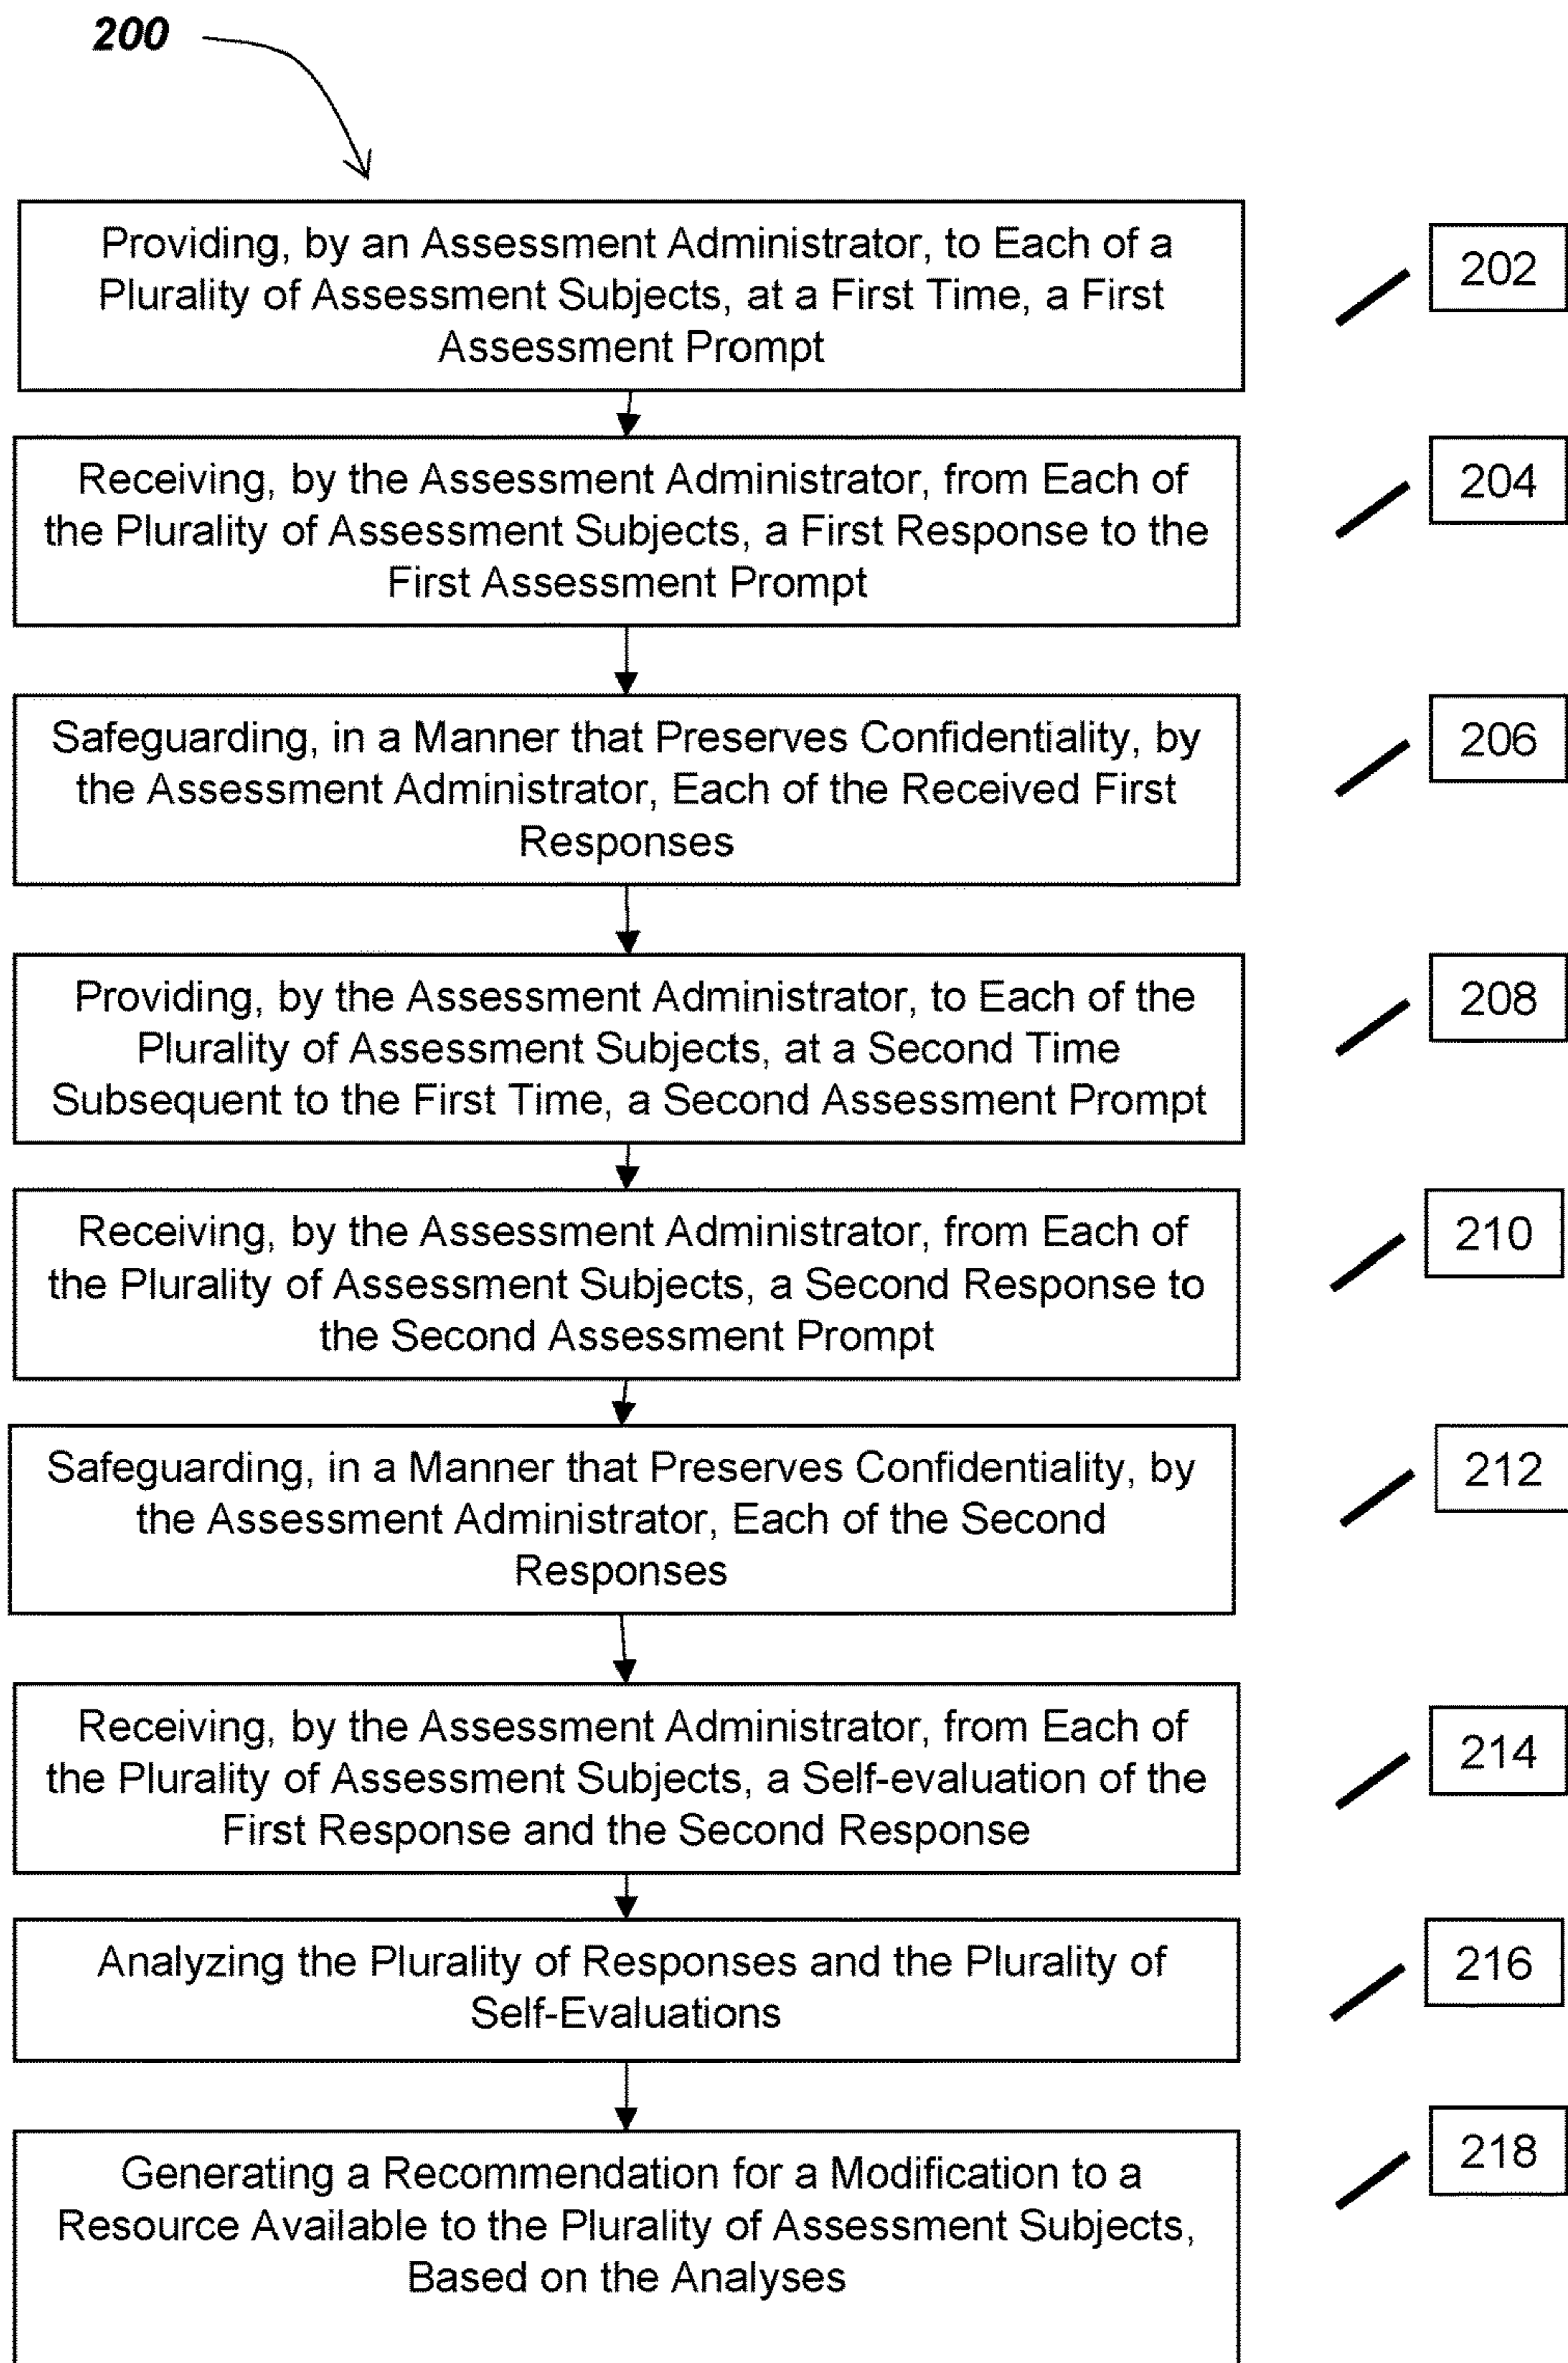 200
Providing, by an Assessment Administrator, to Each of a
Plurality of Assessment Subjects, at a First Time, a First
Assessment Prompt
202
Receiving, by the Assessment Administrator, from Each of
the Plurality of Assessment Subjects, a First Response to the
First Assessment Prompt
204
Safeguarding, in a Manner that Preserves Confidentiality, by
the Assessment Administrator, Each of the Received First
Responses
206
Providing, by the Assessment Administrator, to Each of the
Plurality of Assessment Subjects, at a Second Time
Subsequent to the First Time, a Second Assessment Prompt
208
Receiving, by the Assessment Administrator, from Each of
the Plurality of Assessment Subjects, a Second Response to
the Second Assessment Prompt
210
Safeguarding, in a Manner that Preserves Confidentiality, by
the Assessment Administrator, Each of the Second
Responses
212
Receiving, by the Assessment Administrator, from Each of
the Plurality of Assessment Subjects, a Self-evaluation of the
First Response and the Second Response
214
Analyzing the Plurality of Responses and the Plurality of
Self-Evaluations
216
Generating a Recommendation for a Modification to a
Resource Available to the Plurality of Assessment Subjects,
Based on the Analyses
218